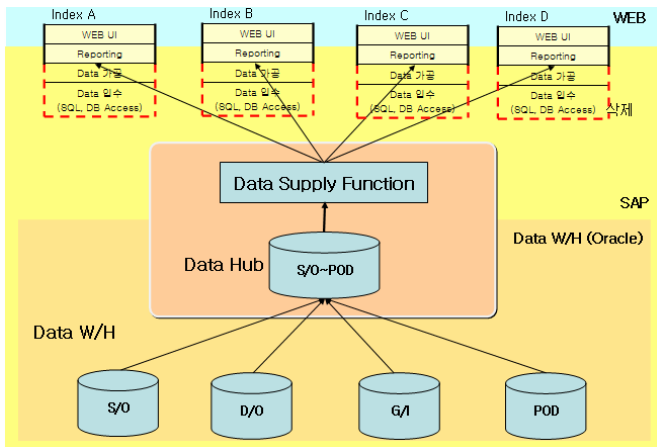 Index A
Index B
Index C
Index D
WEB
WEB UI
WEB UI
WEB UI
WEB UI
Reporting
Reporting
Reporting
Reporting
Data 가공
Data 가공
Data 가공
Data 가공
Data 입수
(SQL, DB Access)
Data 입수
(SQL, DB Access)
Data 입수
(SQL, DB Access)
Data 입수
(SQL, DB Access)
삭제
Data Supply Function
SAP
Data W/H (Oracle)
Data Hub
S/O~POD
Data W/H
S/O
D/O
G/I
POD